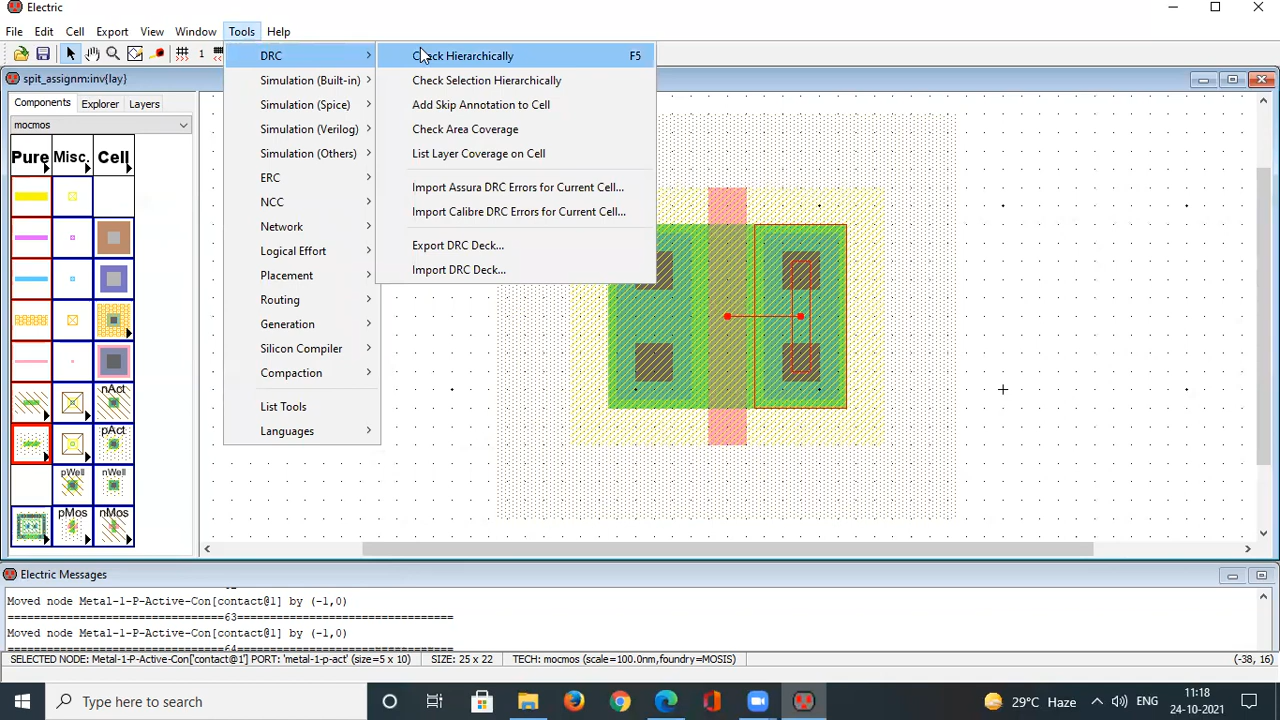 Electric
File Edit Cell Export View Window Tools Help
1
spit_assignm:inv{lay}
Components Explorer Layers
mocmos
Pure Misc. Cell
nAct
pAct
pWell nWell
pMos nMos
DRC
Simulation (Built-in)
Simulation (Spice)
Simulation (Verilog)
Simulation (Others)
ERC
NCC
Network
Logical Effort
Placement
Routing
Generation
Silicon Compiler
Compaction
List Tools
Languages
Check Hierarchically F5
Check Selection Hierarchically
Add Skip Annotation to Cell
Check Area Coverage
List Layer Coverage on Cell
Import Assura DRC Errors for Current Cell...
Import Calibre DRC Errors for Current Cell...
Export DRC Deck...
Import DRC Deck...
Electric Messages
Moved node Metal-1-P-Active-Con[contact@1] by (-1,0)
==============================63==============================
Moved node Metal-1-P-Active-Con[contact@1] by (-1,0)
==============================64==============================
SELECTED NODE: Metal-1-P-Active-Con['contact@1'] PORT: 'metal-1-p-act' (size=5 x 10) SIZE: 25 x 22 TECH: mocmos (scale=100.0nm,foundry=MOSIS) (-38, 16)
Type here to search
29°C Haze
ENG
11:18
24-10-2021